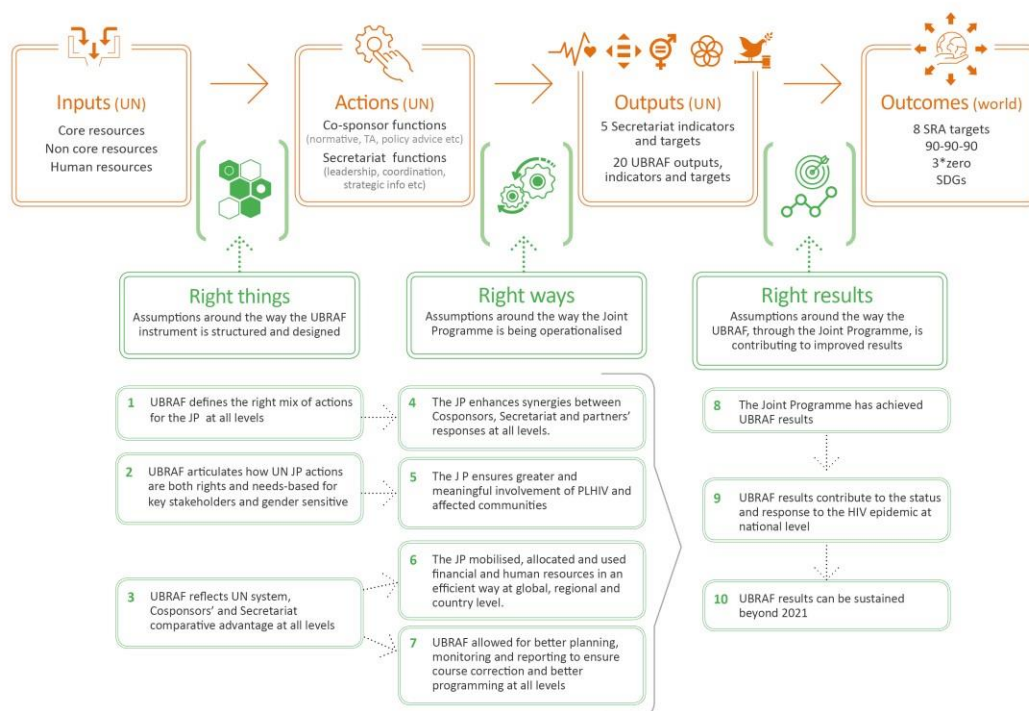 Inputs (UN)
Core resources
Non core resources
Human resources
Actions (UN)
Co-sponsor functions
(normative, TA, policy advice etc)
Secretariat functions
(leadership, coordination,
strategic info etc)
Outputs (UN)
5 Secretariat indicators
and targets
20 UBRAF outputs,
indicators and targets
Outcomes (world)
8 SRA targets
90-90-90
3*zero
SDGs
Right things
Assumptions around the way the UBRAF
instrument is structured and designed
Right ways
Assumptions around the way the Joint
Programme is being operationalised
Right results
Assumptions around the way the
UBRAF, through the Joint Programme, is
contributing to improved results
1 UBRAF defines the right mix of actions
for the JP at all levels
2 UBRAF articulates how UN JP actions
are both rights and needs-based for
key stakeholders and gender sensitive
3 UBRAF reflects UN system,
Cosponsors' and Secretariat
comparative advantage at all levels
4 The JP enhances synergies between
Cosponsors, Secretariat and partners'
responses at all levels.
5 The J P ensures greater and
meaningful involvement of PLHIV and
affected communities
6 The JP mobilised, allocated and used
financial and human resources in an
efficient way at global, regional and
country level.
7 UBRAF allowed for better planning,
monitoring and reporting to ensure
course correction and better
programming at all levels
8 The Joint Programme has achieved
UBRAF results
9 UBRAF results contribute to the status
and response to the HIV epidemic at
national level
10 UBRAF results can be sustained
beyond 2021